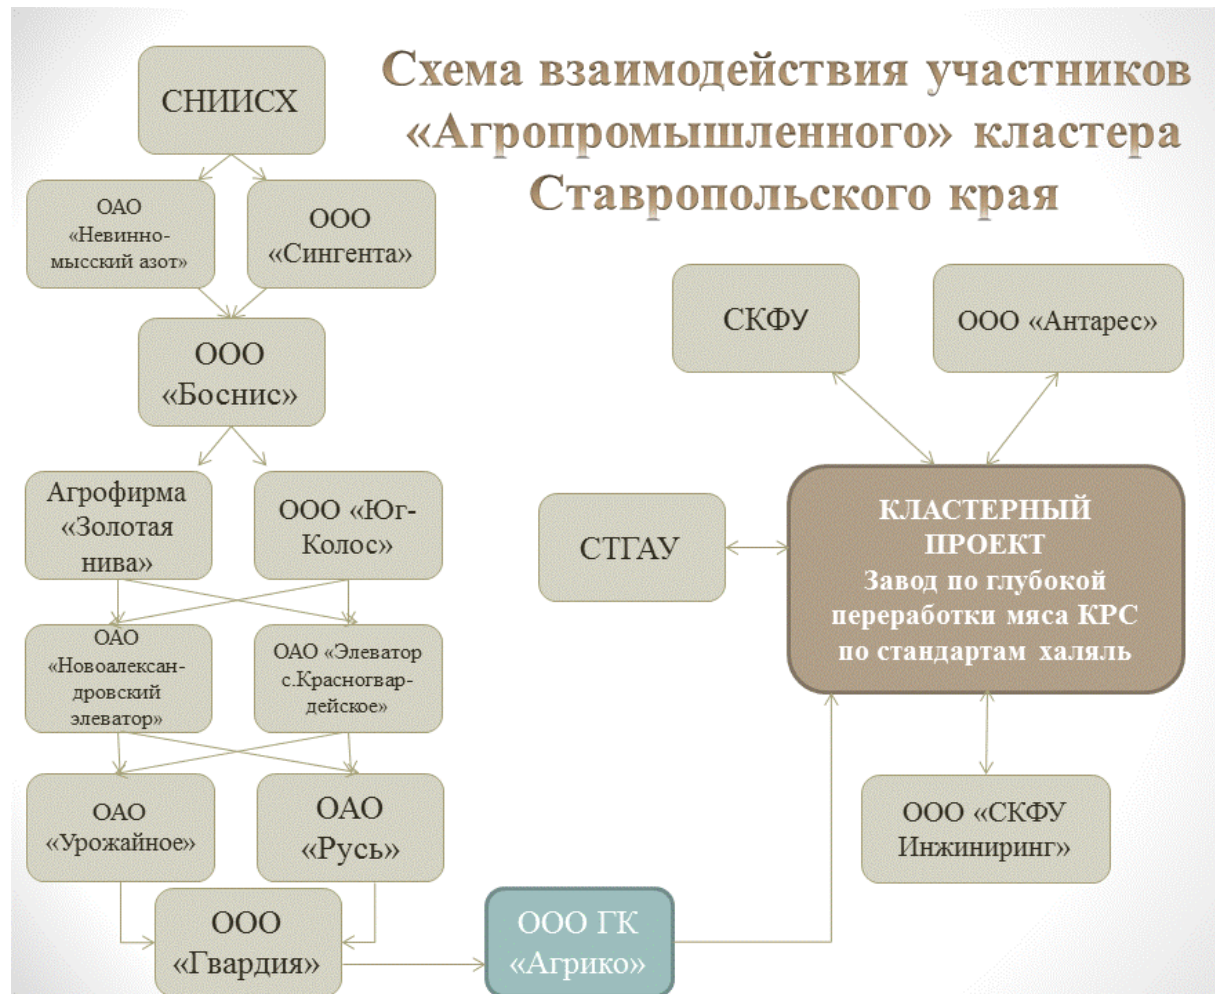 Схема взаимодействия участников
«Агропромышленного» кластера
Ставропольского края
СНИИСХ
ОАО
«Невинно-
мысский азот»
ООО
«Сингента»
ООО
«Боснис»
Агрофирма
«Золотая
нива»
ООО «Юг-
Колос»
ОАО
«Новоалексан-
дровский
элеватор»
ОАО «Элеватор
с.Красногвар-
дейское»
ОАО
«Урожайное»
ОАО
«Русь»
ООО
«Гвардия»
ООО ГК
«Агрико»
СКФУ
ООО «Антарес»
СТГАУ
КЛАСТЕРНЫЙ
ПРОЕКТ
Завод по глубокой
переработки мяса КРС
по стандартам халяль
ООО «СКФУ
Инжиниринг»